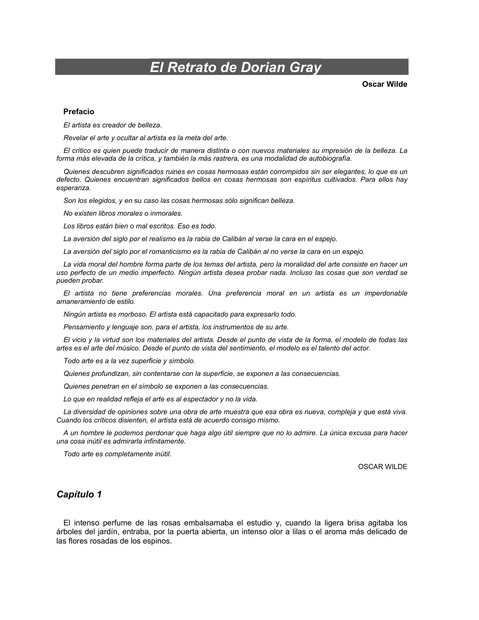 El Retrato de Dorian Gray
Oscar Wilde
Prefacio
El artista es creador de belleza.
Revelar el arte y ocultar al artista es la meta del arte.
El crítico es quien puede traducir de manera distinta o con nuevos materiales su impresión de la belleza. La
forma más elevada de la crítica, y también la más rastrera, es una modalidad de autobiografía.
Quienes descubren significados ruines en cosas hermosas están corrompidos sin ser elegantes, lo que es un
defecto. Quienes encuentran significados bellos en cosas hermosas son espíritus cultivados. Para ellos hay
esperanza.
Son los elegidos, y en su caso las cosas hermosas sólo significan belleza.
No existen libros morales o inmorales.
Los libros están bien o mal escritos. Eso es todo.
La aversión del siglo por el realismo es la rabia de Calibán al verse la cara en el espejo.
La aversión del siglo por el romanticismo es la rabia de Calibán al no verse la cara en un espejo.
La vida moral del hombre forma parte de los temas del artista, pero la moralidad del arte consiste en hacer un
uso perfecto de un medio imperfecto. Ningún artista desea probar nada. Incluso las cosas que son verdad se
pueden probar.
El artista no tiene preferencias morales. Una preferencia moral en un artista es un imperdonable
amaneramiento de estilo.
Ningún artista es morboso. El artista está capacitado para expresarlo todo.
Pensamiento y lenguaje son, para el artista, los instrumentos de su arte.
El vicio y la virtud son los materiales del artista. Desde el punto de vista de la forma, el modelo de todas las
artes es el arte del músico. Desde el punto de vista del sentimiento, el modelo es el talento del actor.
Todo arte es a la vez superficie y símbolo.
Quienes profundizan, sin contentarse con la superficie, se exponen a las consecuencias.
Quienes penetran en el símbolo se exponen a las consecuencias.
Lo que en realidad refleja el arte es al espectador y no la vida.
La diversidad de opiniones sobre una obra de arte muestra que esa obra es nueva, compleja y que está viva.
Cuando los críticos disienten, el artista está de acuerdo consigo mismo.
A un hombre le podemos perdonar que haga algo útil siempre que no lo admire. La única excusa para hacer
una cosa inútil es admirarla infinitamente.
Todo arte es completamente inútil.
OSCAR WILDE
Capítulo 1
El intenso perfume de las rosas embalsamaba el estudio y, cuando la ligera brisa agitaba los
árboles del jardín, entraba, por la puerta abierta, un intenso olor a lilas o el aroma más delicado de
las flores rosadas de los espinos.